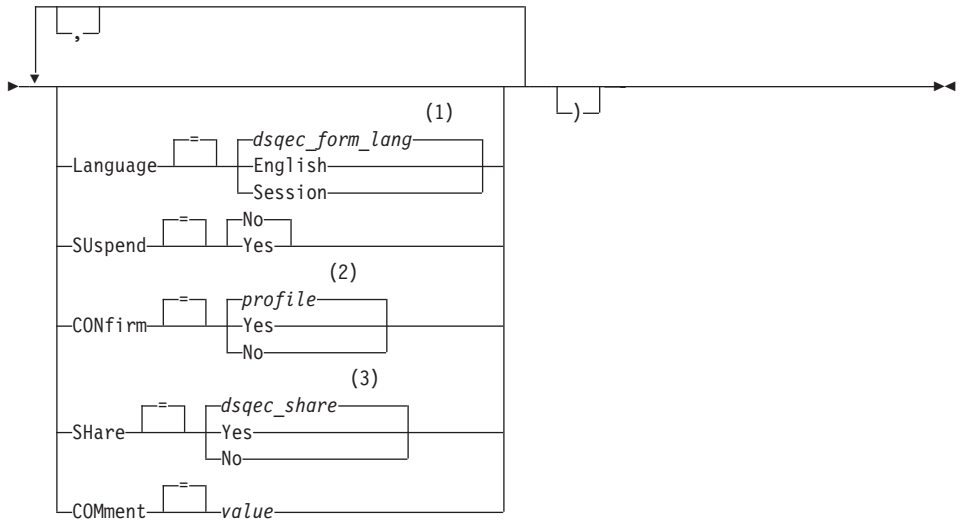 ,
)
(1)
= dsqec_form_lang
Language English
Session
= No
SUspend Yes
(2)
= profile
CONfirm Yes
No
(3)
= dsqec_share
SHare Yes
No
=
COMment value